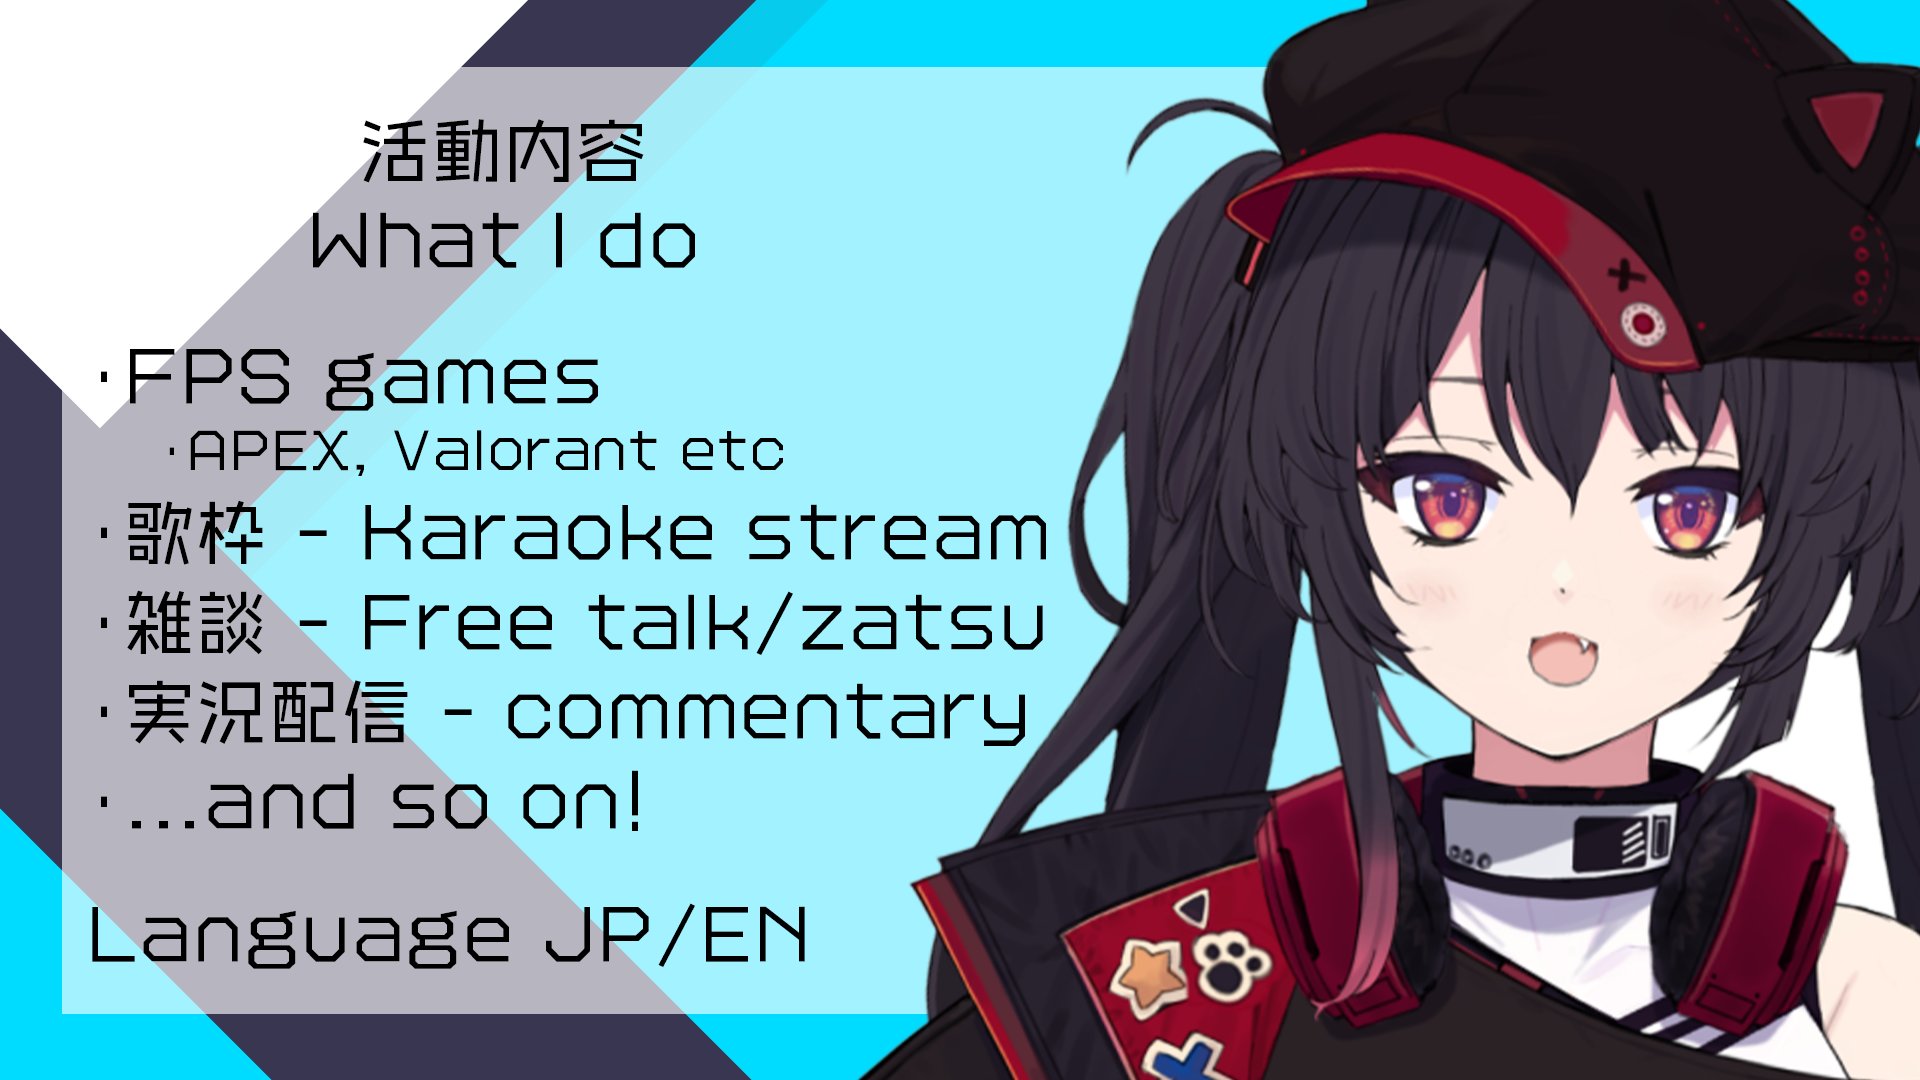 活動内容
What I do
・FPS games
・APEX, Valorant etc
・歌枠 - Karaoke stream
・雑談 - Free talk/zatsu
・実況配信 - commentary
・...and so on!
Language JP/EN